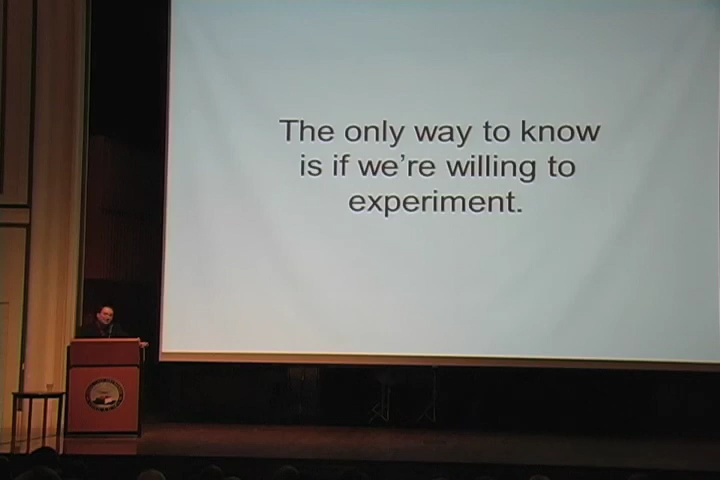 The only way to know
is if we’re willing to
experiment.